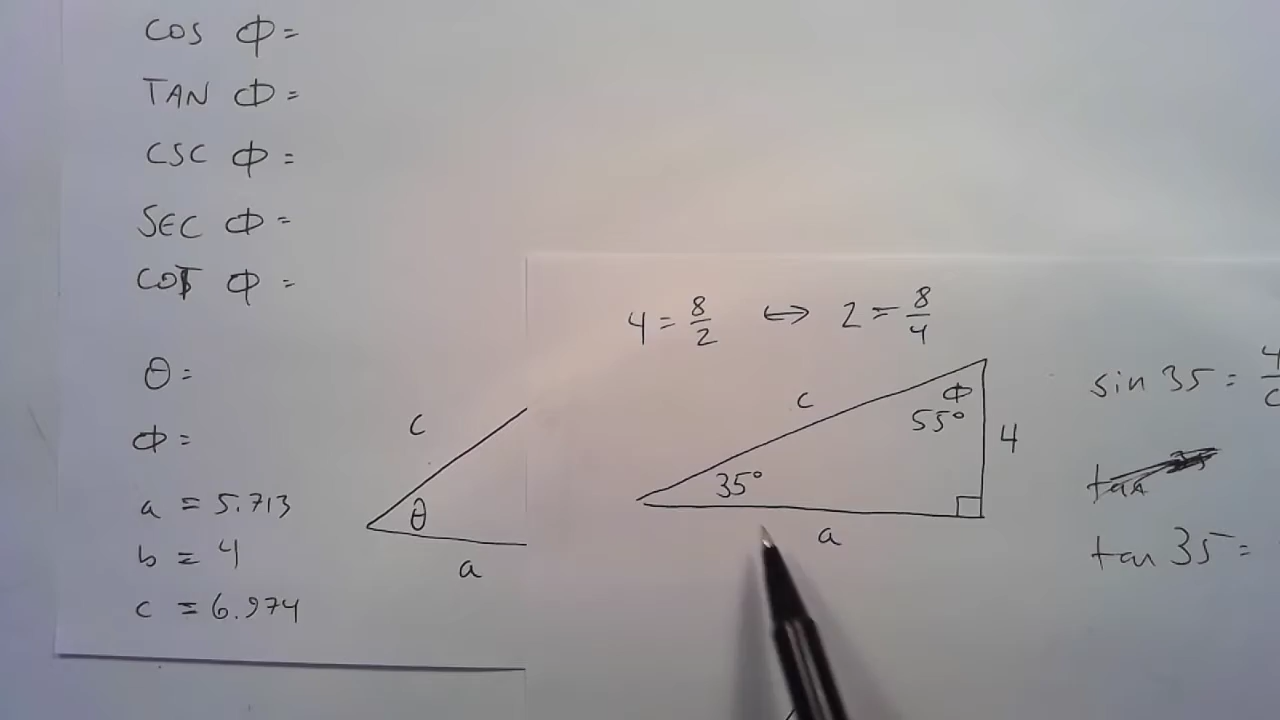 COS Φ =
TAN Φ =
CSC Φ =
SEC Φ =
COT Φ =
θ =
Φ =
a = 5.713
b = 4
c = 6.974
c
θ
a
4 = 8/2 ↔ 2 = 8/4
c
Φ
55°
4
35°
a
sin 35 = 4/c
tan 35 =